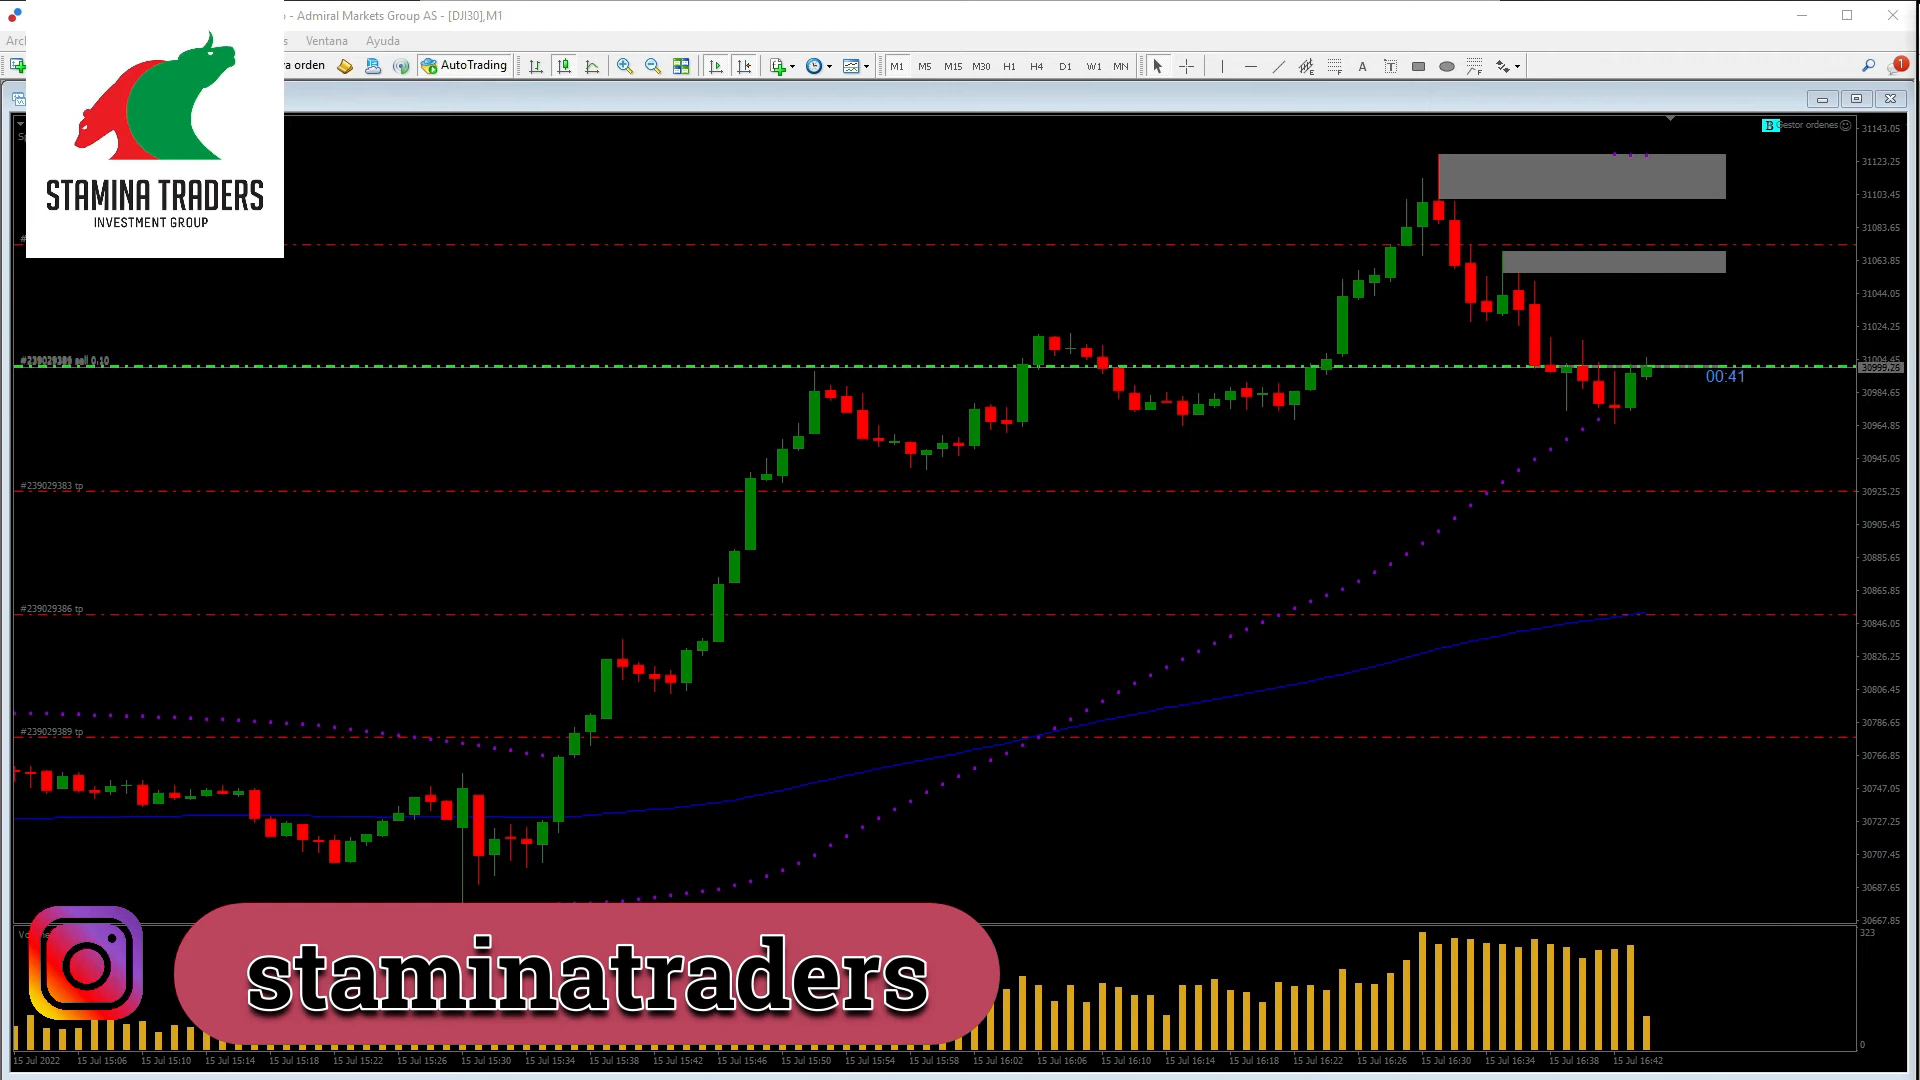 - Admiral Markets Group AS - [DJI30],M1
Ventana Ayuda
orden AutoTrading M1 M5 M15 M30 H1 H4 D1 W1 MN
1
STAMINA TRADERS
INVESTMENT GROUP
B Gestor ordenes
31143.05
31123.25
31103.45
31083.65
31063.85
31044.05
31024.25
31004.45
30999.25
30984.65
30964.85
30945.05
30925.25
30905.45
30885.65
30865.85
30846.05
30826.25
30806.45
30786.65
30766.85
30747.05
30727.25
30707.45
30687.65
30667.85
00:41
#239029383 tp
#239029386 tp
#239029389 tp
323
0
staminatraders
15 Jul 2022 15 Jul 15:06 15 Jul 15:10 15 Jul 15:14 15 Jul 15:18 15 Jul 15:22 15 Jul 15:26 15 Jul 15:30 15 Jul 15:34 15 Jul 15:38 15 Jul 15:42 15 Jul 15:46 15 Jul 15:50 15 Jul 15:54 15 Jul 15:58 15 Jul 16:02 15 Jul 16:06 15 Jul 16:10 15 Jul 16:14 15 Jul 16:18 15 Jul 16:22 15 Jul 16:26 15 Jul 16:30 15 Jul 16:34 15 Jul 16:38 15 Jul 16:42